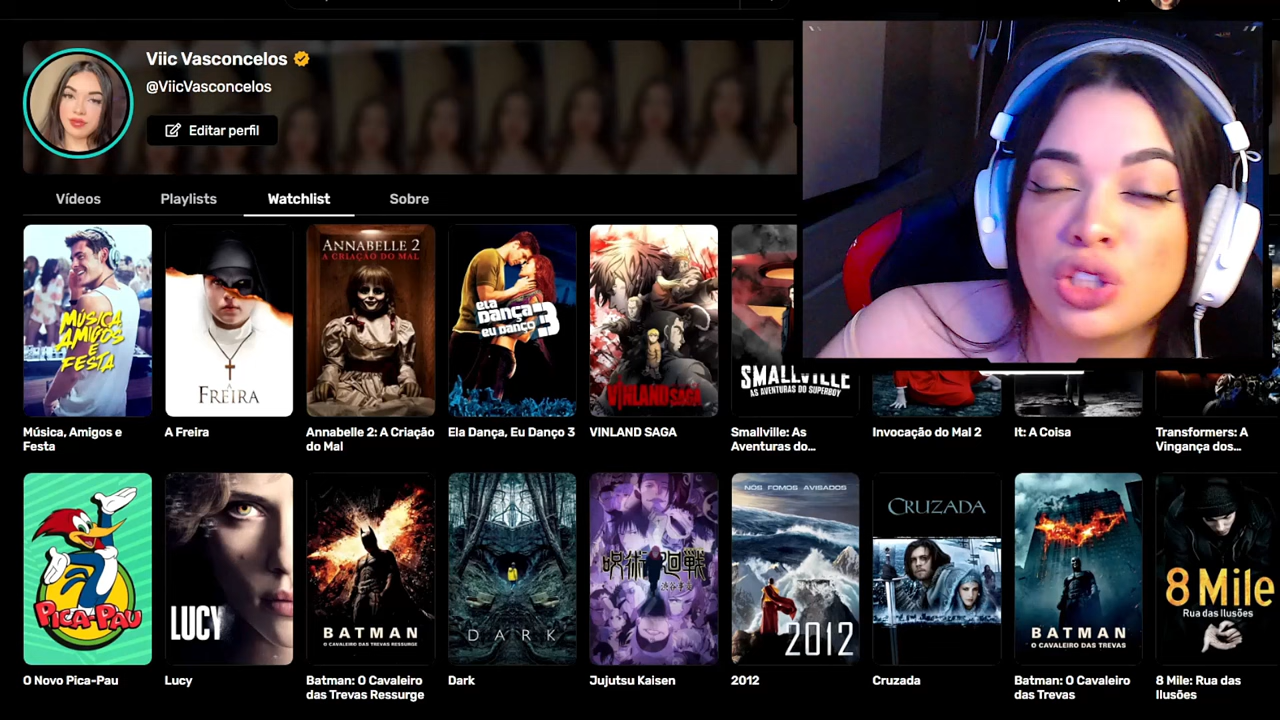 Viic Vasconcelos
@ViicVasconcelos
Editar perfil
Vídeos
Playlists
Watchlist
Sobre
MÚSICA
AMIGOS
E
FESTA
A
FREIRA
ANNABELLE 2
A CRIAÇÃO DO MAL
ela
Dança,
eu Danço 3
VINLAND SAGA
SMALLVILLE
AS AVENTURAS DO SUPERBOY
Música, Amigos e
Festa
A Freira
Annabelle 2: A Criação
do Mal
Ela Dança, Eu Danço 3
VINLAND SAGA
Smallville: As
Aventuras do...
Invocação do Mal 2
It: A Coisa
Transformers: A
Vingança dos...
PICA-PAU
LUCY
BATMAN
O CAVALEIRO DAS TREVAS RESSURGE
DARK
呪術廻戦
NÓS FOMOS AVISADOS
2012
CRUZADA
BATMAN
O CAVALEIRO DAS TREVAS
8 Mile
Rua das Ilusões
O Novo Pica-Pau
Lucy
Batman: O Cavaleiro
das Trevas Ressurge
Dark
Jujutsu Kaisen
2012
Cruzada
Batman: O Cavaleiro
das Trevas
8 Mile: Rua das
Ilusões